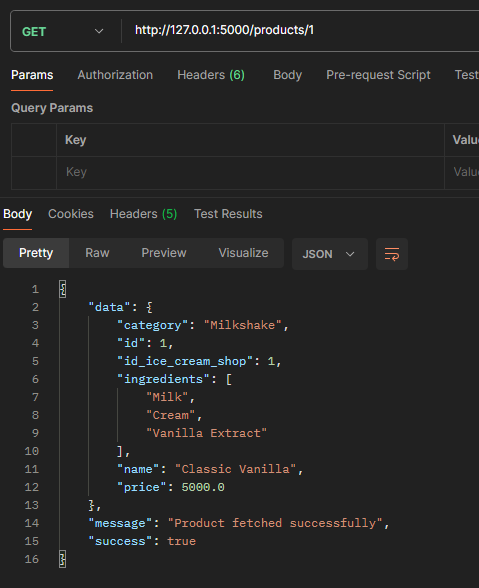 GET http://127.0.0.1:5000/products/1
Params Authorization Headers (6) Body Pre-request Script Test
Query Params
Key Valu
Key Valu
Body Cookies Headers (5) Test Results
Pretty Raw Preview Visualize JSON
1 {
2 "data": {
3 "category": "Milkshake",
4 "id": 1,
5 "id_ice_cream_shop": 1,
6 "ingredients": [
7 "Milk",
8 "Cream",
9 "Vanilla Extract"
10 ],
11 "name": "Classic Vanilla",
12 "price": 5000.0
13 },
14 "message": "Product fetched successfully",
15 "success": true
16 }